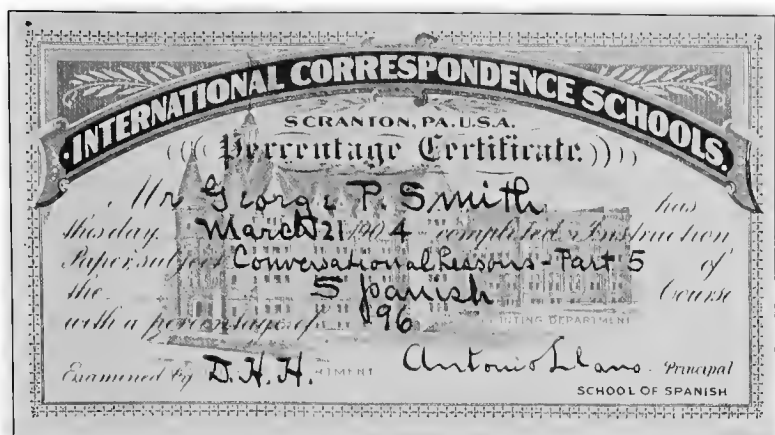 INTERNATIONAL CORRESPONDENCE SCHOOLS.
SCRANTON, PA. U.S.A.
Percentage Certificate.
Mr George P. Smith has
this day March 21 1904 completed Instruction
Paper, subject Conversational Lessons - Part 5 of
the Spanish Course
with a percentage of 96
PRINTING DEPARTMENT
Examined by D.H.H. Antonio Llano Principal
SCHOOL OF SPANISH